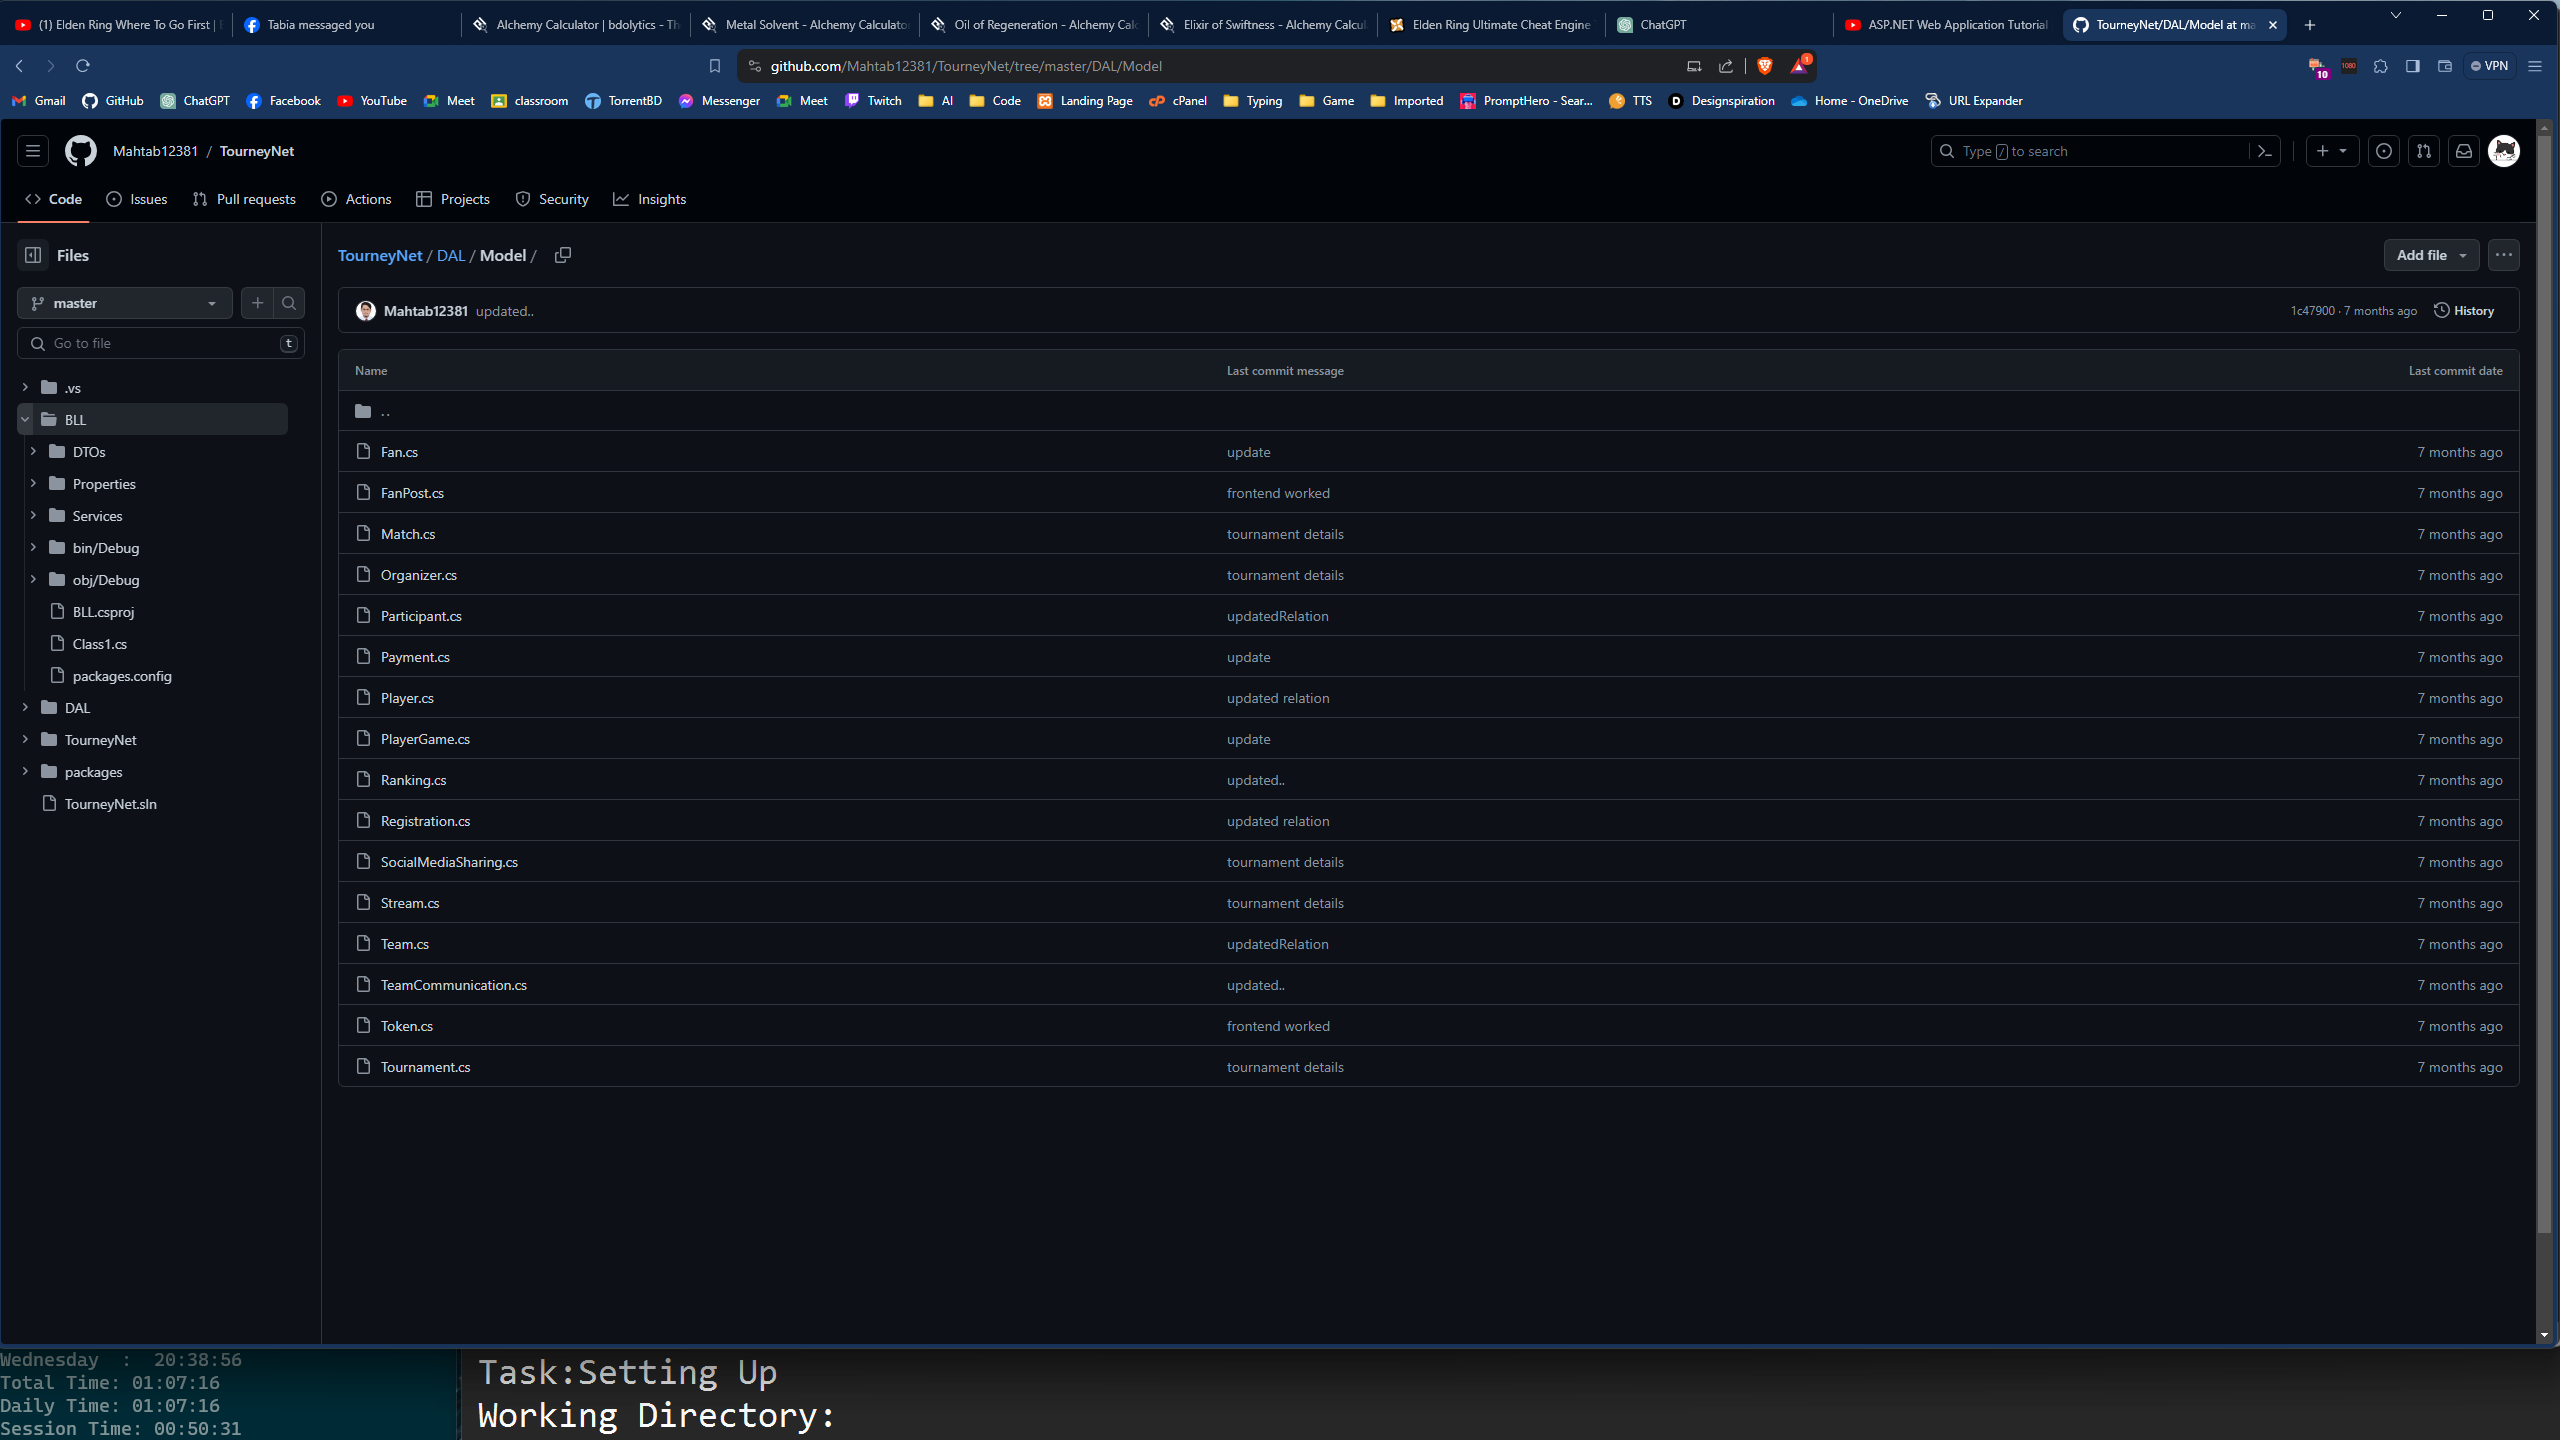 (1) Elden Ring Where To Go First |
Tabia messaged you
Alchemy Calculator | bdolytics - Th
Metal Solvent - Alchemy Calculator
Oil of Regeneration - Alchemy Calc
Elixir of Swiftness - Alchemy Calcul
Elden Ring Ultimate Cheat Engine
ChatGPT
ASP.NET Web Application Tutorial
TourneyNet/DAL/Model at ma
github.com/Mahtab12381/TourneyNet/tree/master/DAL/Model
1
10
1080
VPN
Gmail
GitHub
ChatGPT
Facebook
YouTube
Meet
classroom
TorrentBD
Messenger
Meet
Twitch
AI
Code
Landing Page
cPanel
Typing
Game
Imported
PromptHero - Sear...
TTS
Designspiration
Home - OneDrive
URL Expander
Mahtab12381 / TourneyNet
Type / to search
Code
Issues
Pull requests
Actions
Projects
Security
Insights
Files
master
Go to file
t
.vs
BLL
DTOs
Properties
Services
bin/Debug
obj/Debug
BLL.csproj
Class1.cs
packages.config
DAL
TourneyNet
packages
TourneyNet.sln
TourneyNet / DAL / Model /
Add file
Mahtab12381 updated..
1c47900 · 7 months ago
History
Name Last commit message Last commit date
..
Fan.cs update 7 months ago
FanPost.cs frontend worked 7 months ago
Match.cs tournament details 7 months ago
Organizer.cs tournament details 7 months ago
Participant.cs updatedRelation 7 months ago
Payment.cs update 7 months ago
Player.cs updated relation 7 months ago
PlayerGame.cs update 7 months ago
Ranking.cs updated.. 7 months ago
Registration.cs updated relation 7 months ago
SocialMediaSharing.cs tournament details 7 months ago
Stream.cs tournament details 7 months ago
Team.cs updatedRelation 7 months ago
TeamCommunication.cs updated.. 7 months ago
Token.cs frontend worked 7 months ago
Tournament.cs tournament details 7 months ago
Wednesday : 20:38:56
Total Time: 01:07:16
Daily Time: 01:07:16
Session Time: 00:50:31
Task:Setting Up
Working Directory: